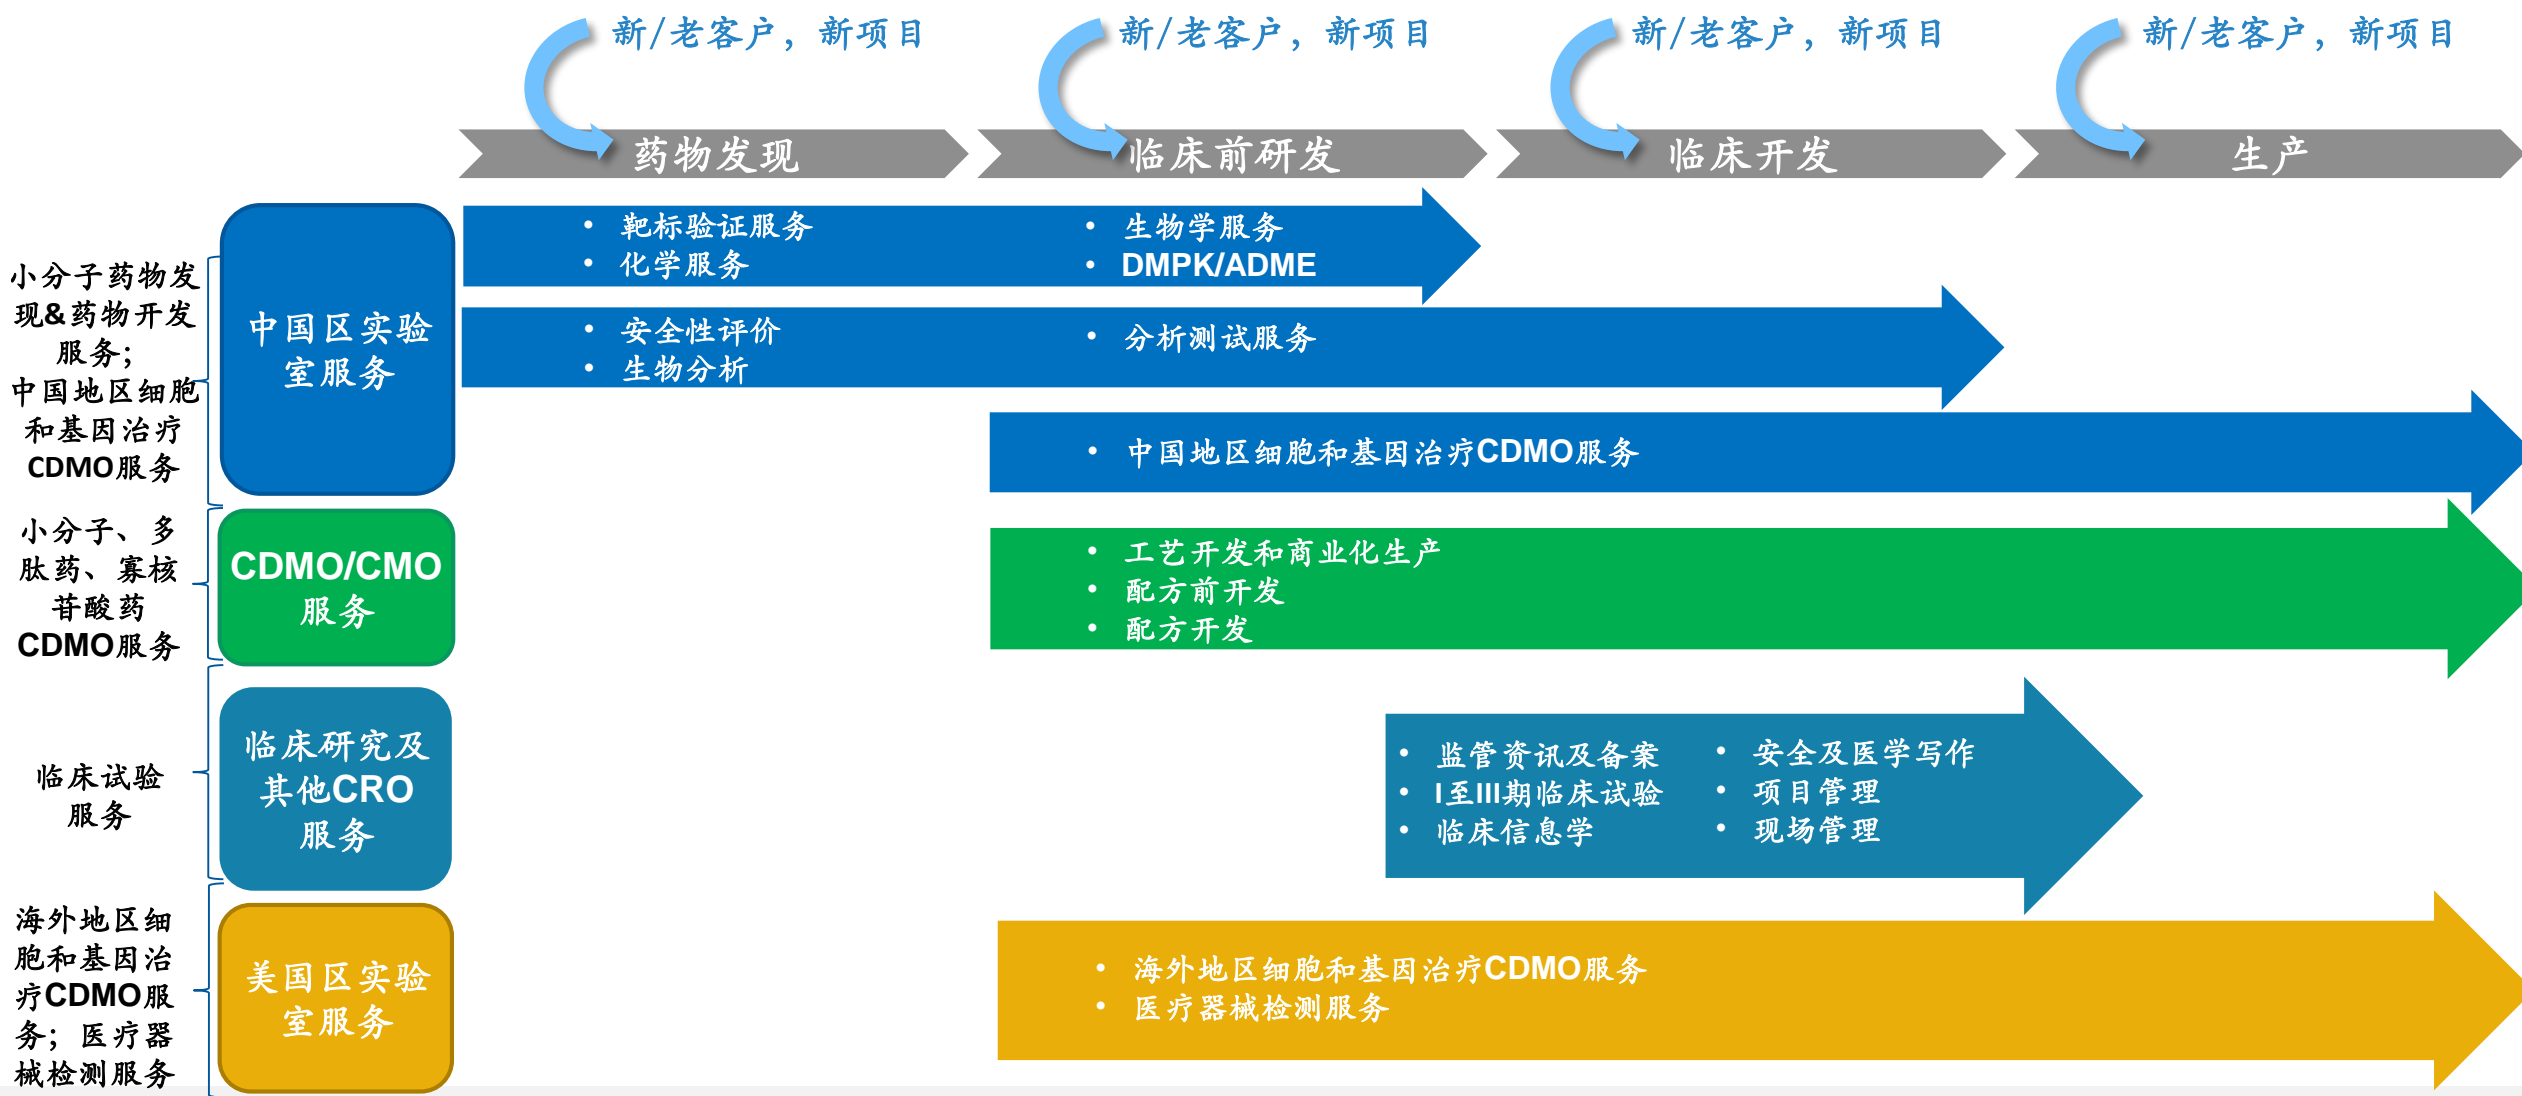 新/老客户，新项目
新/老客户，新项目
新/老客户，新项目
新/老客户，新项目
药物发现
临床前研发
临床开发
生产
小分子药物发
现&药物开发
服务；
中国地区细胞
和基因治疗
CDMO服务
中国区实验
室服务
• 靶标验证服务
• 化学服务
• 生物学服务
• DMPK/ADME
• 安全性评价
• 生物分析
• 分析测试服务
• 中国地区细胞和基因治疗CDMO服务
小分子、多
肽药、寡核
苷酸药
CDMO服务
CDMO/CMO
服务
• 工艺开发和商业化生产
• 配方前开发
• 配方开发
临床试验
服务
临床研究及
其他CRO
服务
• 监管资讯及备案
• I至III期临床试验
• 临床信息学
• 安全及医学写作
• 项目管理
• 现场管理
海外地区细
胞和基因治
疗CDMO服
务；医疗器
械检测服务
美国区实验
室服务
• 海外地区细胞和基因治疗CDMO服务
• 医疗器械检测服务